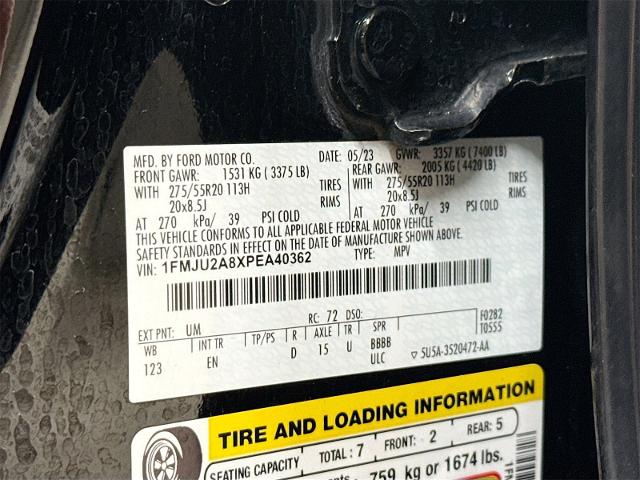 MFD. BY FORD MOTOR CO. DATE: 05/23 GVWR: 3357 KG (7400 LB)
FRONT GAWR: 1531 KG (3375 LB) REAR GAWR: 2005 KG (4420 LB)
WITH 275/55R20 113H TIRES WITH 275/55R20 113H TIRES
20x8.5J RIMS 20x8.5J RIMS
AT 270 kPa/ 39 PSI COLD AT 270 kPa/ 39 PSI COLD
THIS VEHICLE CONFORMS TO ALL APPLICABLE FEDERAL MOTOR VEHICLE
SAFETY STANDARDS IN EFFECT ON THE DATE OF MANUFACTURE SHOWN ABOVE.
VIN: 1FMJU2A8XPEA40362 TYPE: MPV
RC: 72 DSO: F0282
EXT PNT: UM T0555
WB INT TR TP/PS R AXLE TR SPR
123 EN D 15 U BBBB
ULC 5U5A-3520472-AA
TIRE AND LOADING INFORMATION
SEATING CAPACITY TOTAL: 7 FRONT: 2 REAR: 5
759 kg or 1674 lbs.